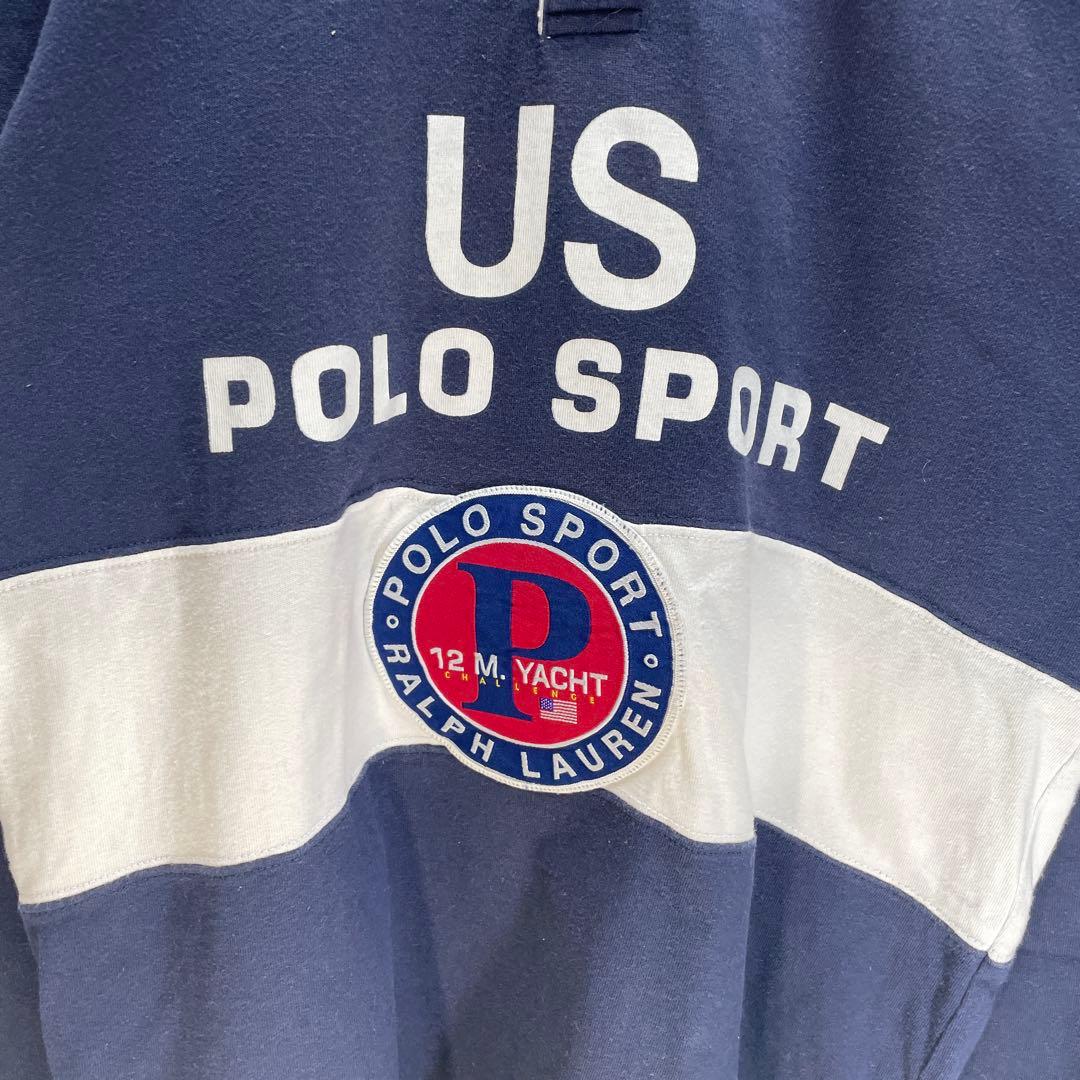 US
POLO SPORT
POLO SPORT
P
12 M. YACHT
CHALLENGE
RALPH LAUREN